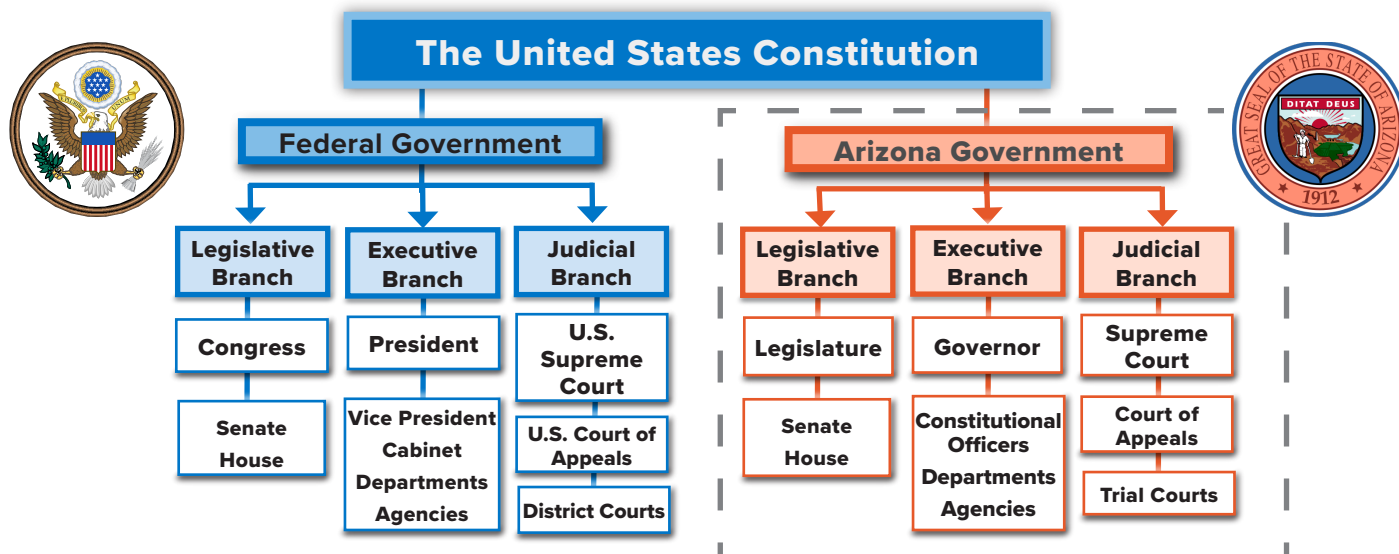 The United States Constitution
E PLURIBUS UNUM
GREAT SEAL OF THE STATE OF ARIZONA
DITAT DEUS
1912
Federal Government
Arizona Government
Legislative
Branch
Executive
Branch
Judicial
Branch
Legislative
Branch
Executive
Branch
Judicial
Branch
Congress
President
U.S.
Supreme
Court
Legislature
Governor
Supreme
Court
Senate
House
Vice President
Cabinet
Departments
Agencies
U.S. Court of
Appeals
District Courts
Senate
House
Constitutional
Officers
Departments
Agencies
Court of
Appeals
Trial Courts